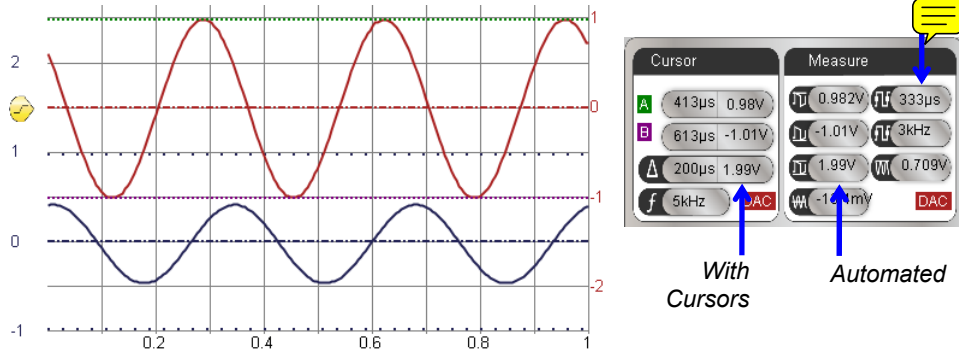 2
1
0
-1
1
0
-1
-2
0.2
0.4
0.6
0.8
1
Cursor
A 413µs 0.98V
B 613µs -1.01V
Δ 200µs 1.99V
f 5kHz DAC
Measure
0.982V 333µs
-1.01V 3kHz
1.99V 0.709V
DAC
With
Cursors
Automated